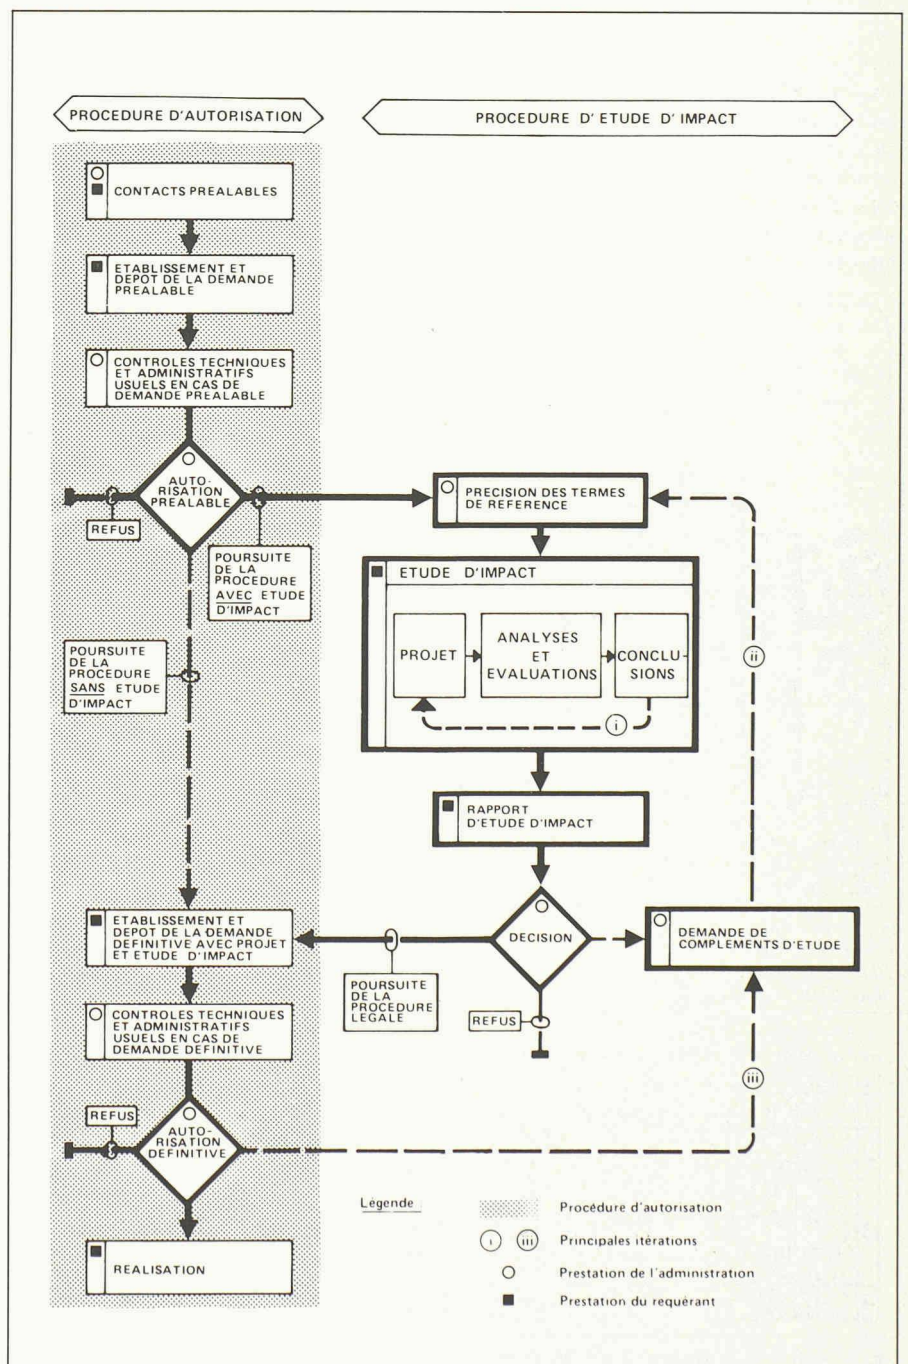 PROCEDURE D'AUTORISATION
PROCEDURE D'ETUDE D'IMPACT
CONTACTS PREALABLES
ETABLISSEMENT ET
DEPOT DE LA DEMANDE
PREALABLE
CONTROLES TECHNIQUES
ET ADMINISTRATIFS
USUELS EN CAS DE
DEMANDE PREALABLE
AUTO-
RISATION
PREALABLE
REFUS
POURSUITE
DE LA
PROCEDURE
AVEC ETUDE
D'IMPACT
POURSUITE
DE LA
PROCEDURE
SANS ETUDE
D'IMPACT
PRECISION DES TERMES
DE REFERENCE
ETUDE D'IMPACT
PROJET
ANALYSES
ET
EVALUATIONS
CONCLU-
SIONS
i
ii
RAPPORT
D'ETUDE D'IMPACT
DECISION
DEMANDE DE
COMPLEMENTS D'ETUDE
POURSUITE
DE LA
PROCEDURE
LEGALE
REFUS
iii
ETABLISSEMENT ET
DEPOT DE LA DEMANDE
DEFINITIVE AVEC PROJET
ET ETUDE D'IMPACT
CONTROLES TECHNIQUES
ET ADMINISTRATIFS
USUELS EN CAS DE
DEMANDE DEFINITIVE
REFUS
AUTO-
RISATION
DEFINITIVE
REALISATION
Légende :
Procédure d'autorisation
i iii Principales itérations
Prestation de l'administration
Prestation du requérant